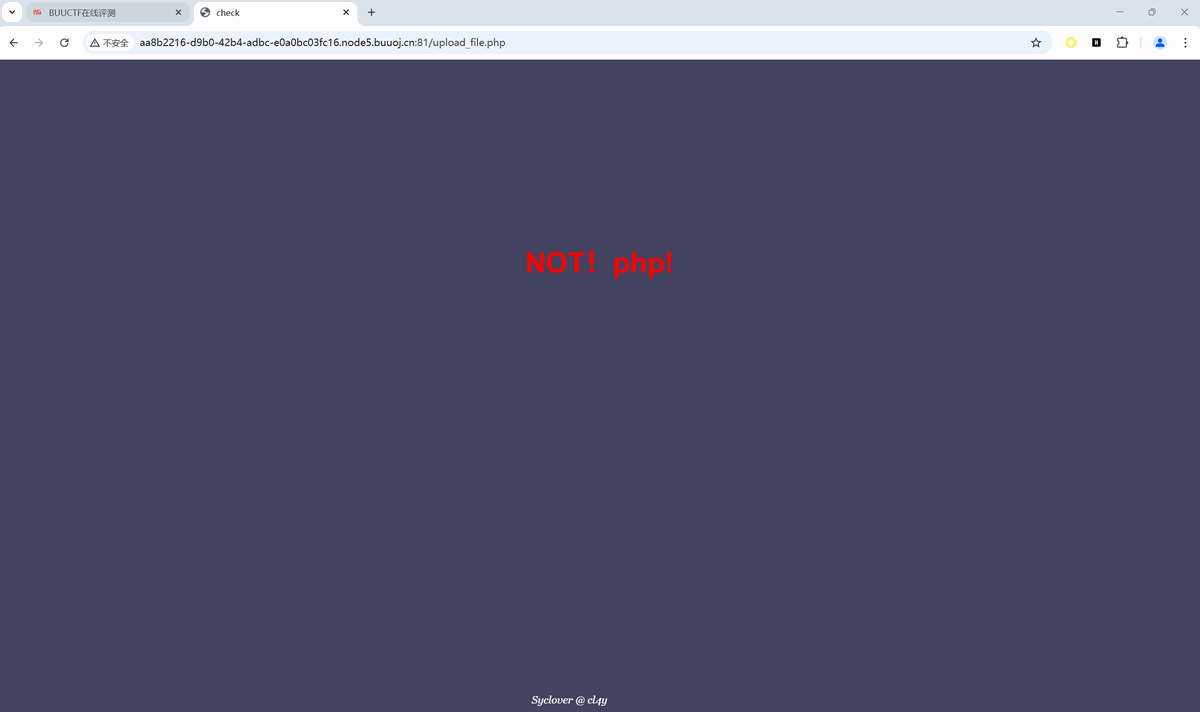 BUUCTF在线评测
check
不安全
aa8b2216-d9b0-42b4-adbc-e0a0bc03fc16.node5.buuoj.cn:81/upload_file.php
NOT! php!
Syclover @ cl4y